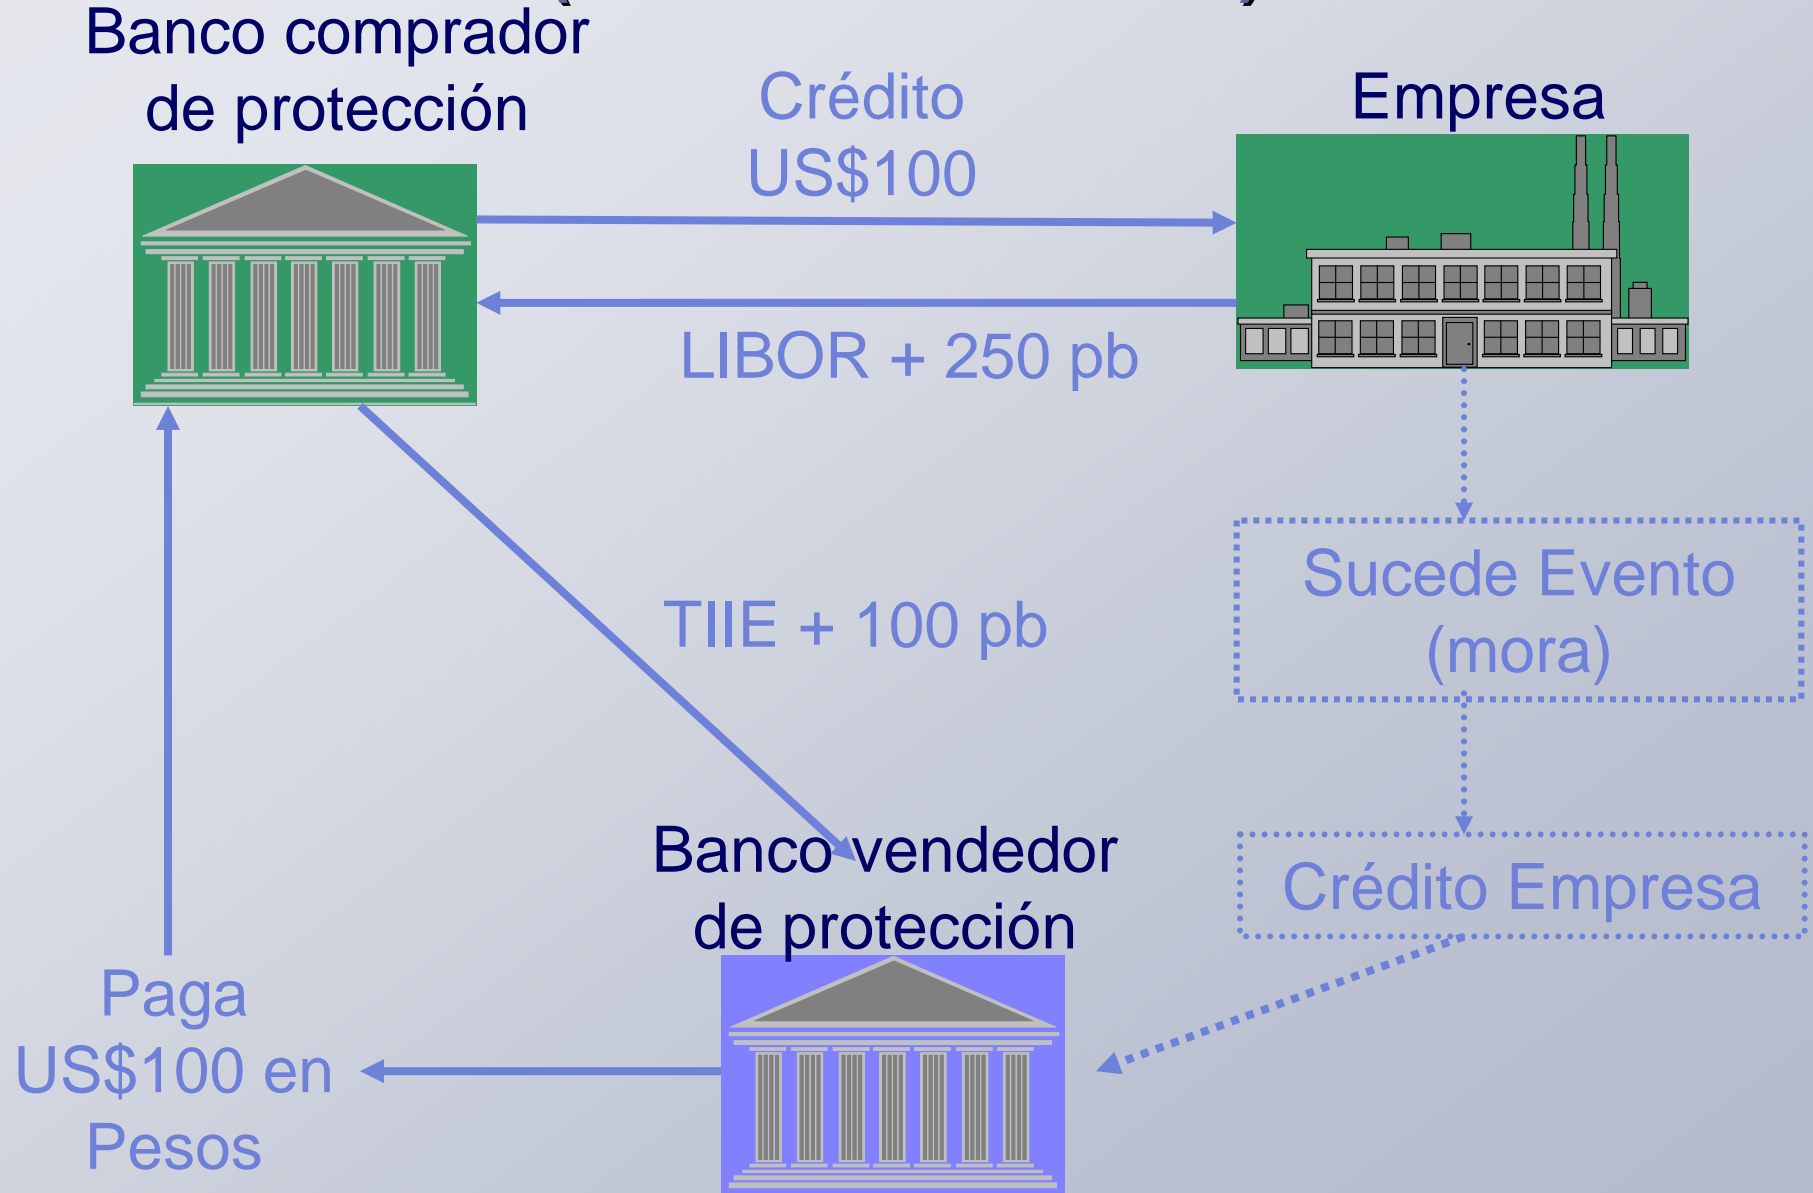 Banco comprador
de protección
Crédito
US$100
Empresa
LIBOR + 250 pb
Sucede Evento
(mora)
TIIE + 100 pb
Banco vendedor
de protección
Crédito Empresa
Paga
US$100 en
Pesos